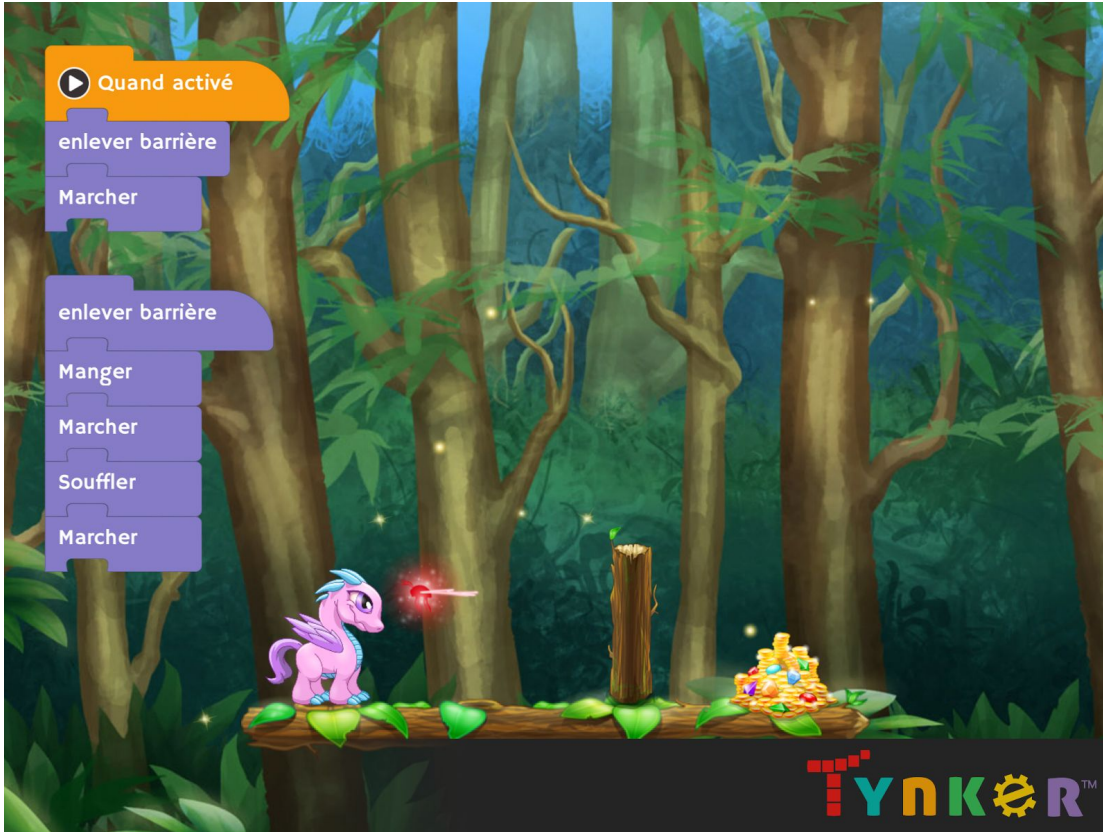 Quand activé
enlever barrière
Marcher
enlever barrière
Manger
Marcher
Souffler
Marcher
TYNKER™